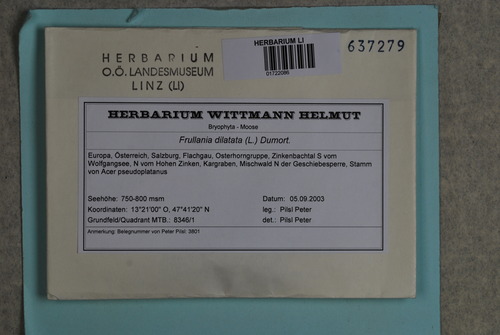 HERBARIUM
O.Ö. LANDESMUSEUM
LINZ (LI)
HERBARIUM LI
01722086
637279
HERBARIUM WITTMANN HELMUT
Bryophyta - Moose
Frullania dilatata (L.) Dumort.
Europa, Österreich, Salzburg, Flachgau, Osterhorngruppe, Zinkenbachtal S vom
Wolfgangsee, N vom Hohen Zinken, Kargraben, Mischwald N der Geschiebesperre, Stamm
von Acer pseudoplatanus
Seehöhe: 750-800 msm Datum: 05.09.2003
Koordinaten: 13°21'00" O, 47°41'20" N leg.: Pilsl Peter
Grundfeld/Quadrant MTB.: 8346/1 det.: Pilsl Peter
Anmerkung: Belegnummer von Peter Pilsl: 3801